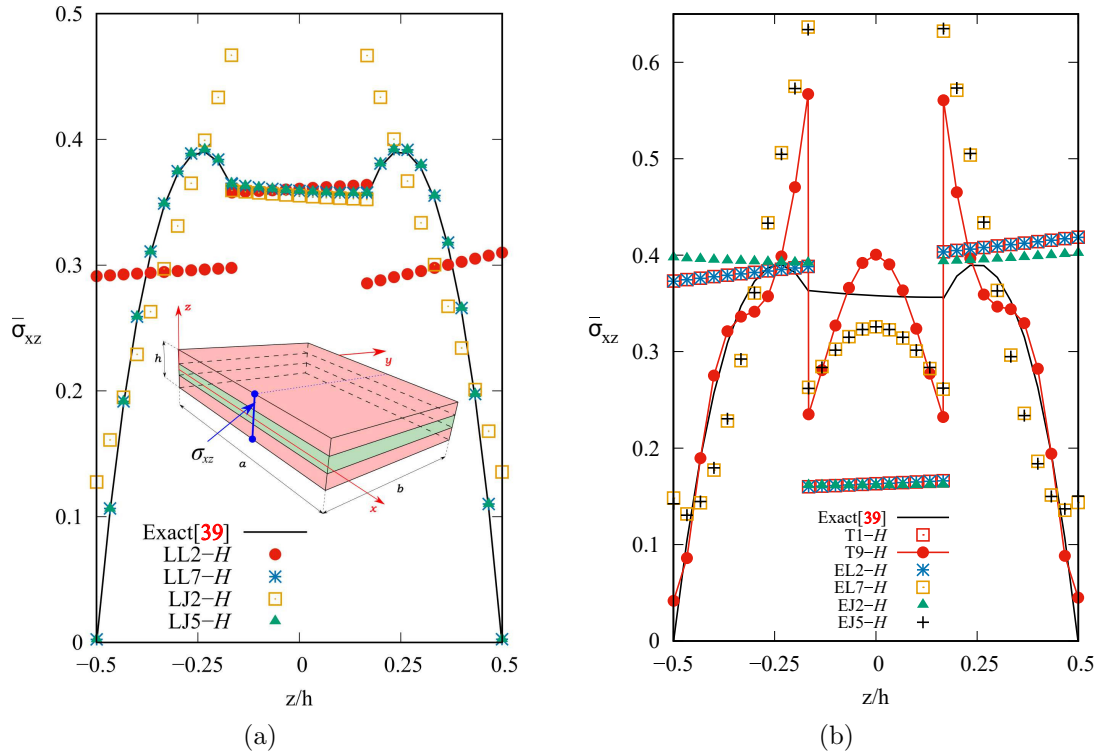 0.5
0.4
0.3
0.2
0.1
0
σ̄xz
−0.5
−0.25
0
0.25
0.5
z/h
z
y
h
σxz
a
b
x
Exact[39]
LL2−H
LL7−H
LJ2−H
LJ5−H
(a)
0.6
0.5
0.4
0.3
0.2
0.1
0
σ̄xz
−0.5
−0.25
0
0.25
0.5
z/h
Exact[39]
T1−H
T9−H
EL2−H
EL7−H
EJ2−H
EJ5−H
(b)